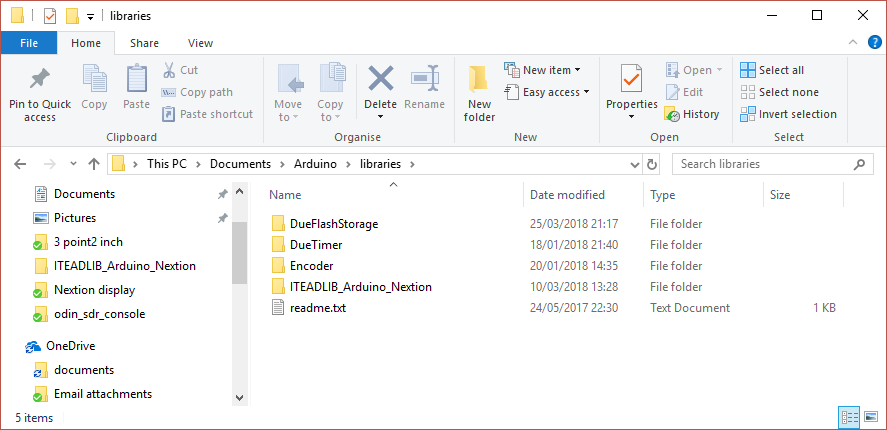 libraries
File Home Share View
Pin to Quick access
Copy
Paste
Cut
Copy path
Paste shortcut
Clipboard
Move to
Copy to
Delete
Rename
Organise
New folder
New item
Easy access
New
Properties
Open
Edit
History
Open
Select all
Select none
Invert selection
Select
This PC > Documents > Arduino > libraries >
Search libraries
Documents
Pictures
3 point2 inch
ITEADLIB_Arduino_Nextion
Nextion display
odin_sdr_console
OneDrive
documents
Email attachments
Name Date modified Type Size
DueFlashStorage 25/03/2018 21:17 File folder
DueTimer 18/01/2018 21:40 File folder
Encoder 20/01/2018 14:35 File folder
ITEADLIB_Arduino_Nextion 10/03/2018 13:28 File folder
readme.txt 24/05/2017 22:30 Text Document 1 KB
5 items